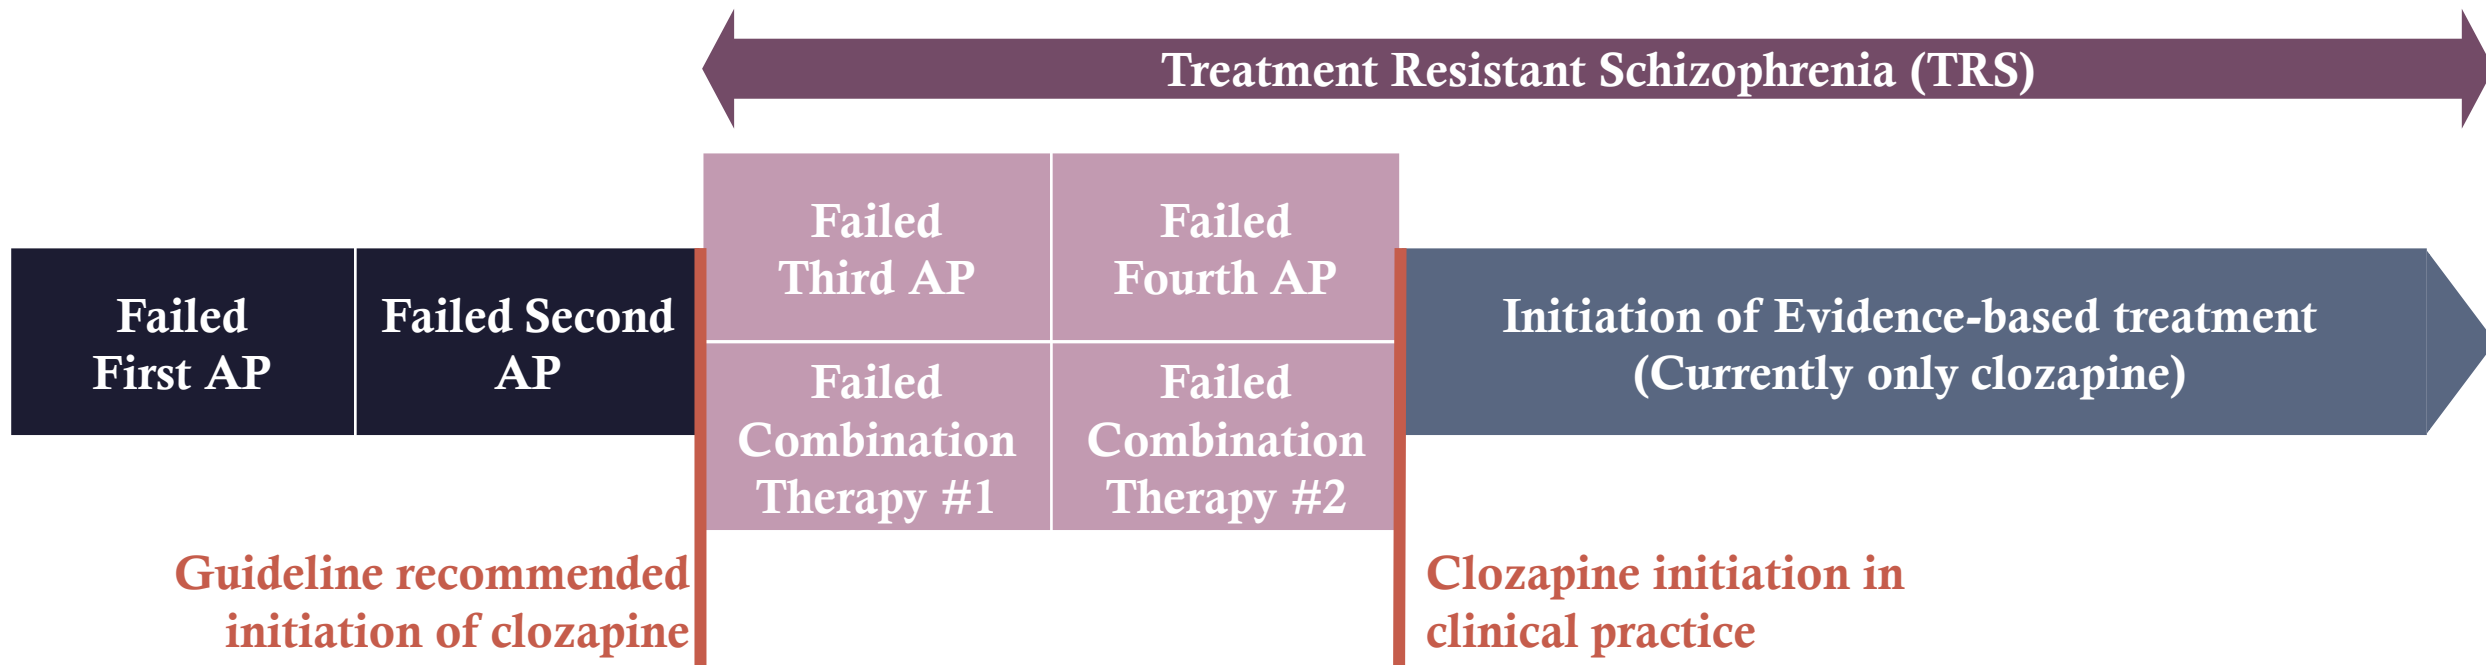 Treatment Resistant Schizophrenia (TRS)
Failed
First AP
Failed Second
AP
Failed
Third AP
Failed
Fourth AP
Failed
Combination
Therapy #1
Failed
Combination
Therapy #2
Initiation of Evidence-based treatment
(Currently only clozapine)
Guideline recommended
initiation of clozapine
Clozapine initiation in
clinical practice